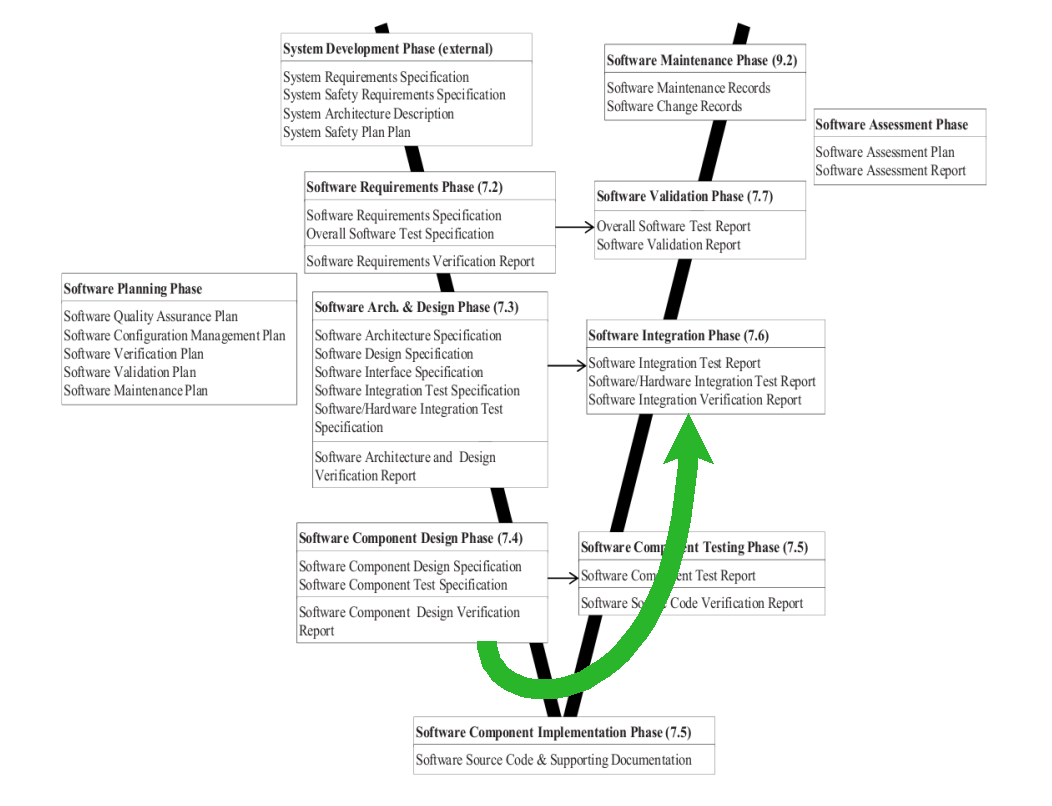 System Development Phase (external)
System Requirements Specification
System Safety Requirements Specification
System Architecture Description
System Safety Plan Plan
Software Maintenance Phase (9.2)
Software Maintenance Records
Software Change Records
Software Assessment Phase
Software Assessment Plan
Software Assessment Report
Software Requirements Phase (7.2)
Software Requirements Specification
Overall Software Test Specification
Software Requirements Verification Report
Software Validation Phase (7.7)
Overall Software Test Report
Software Validation Report
Software Planning Phase
Software Quality Assurance Plan
Software Configuration Management Plan
Software Verification Plan
Software Validation Plan
Software Maintenance Plan
Software Arch. & Design Phase (7.3)
Software Architecture Specification
Software Design Specification
Software Interface Specification
Software Integration Test Specification
Software/Hardware Integration Test
Specification
Software Architecture and Design
Verification Report
Software Integration Phase (7.6)
Software Integration Test Report
Software/Hardware Integration Test Report
Software Integration Verification Report
Software Component Design Phase (7.4)
Software Component Design Specification
Software Component Test Specification
Software Component Design Verification
Report
Software Component Testing Phase (7.5)
Software Component Test Report
Software Source Code Verification Report
Software Component Implementation Phase (7.5)
Software Source Code & Supporting Documentation